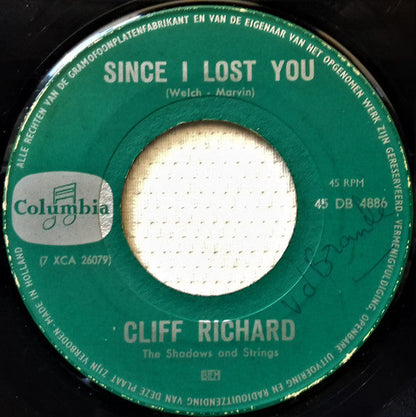 ALLE RECHTEN VAN DE GRAMOFOONPLATENFABRIKANT EN VAN DE EIGENAAR VAN HET OPGENOMEN WERK ZIJN GERESERVEERD. VERMENIGVULDIGING, OPENBARE UITVOERING EN RADIOUITZENDING VAN DEZE PLAAT ZIJN VERBODEN - MADE IN HOLLAND
SINCE I LOST YOU
(Welch - Marvin)
Columbia
(7 XCA 26079)
45 RPM
45 DB 4886
CLIFF RICHARD
The Shadows and Strings